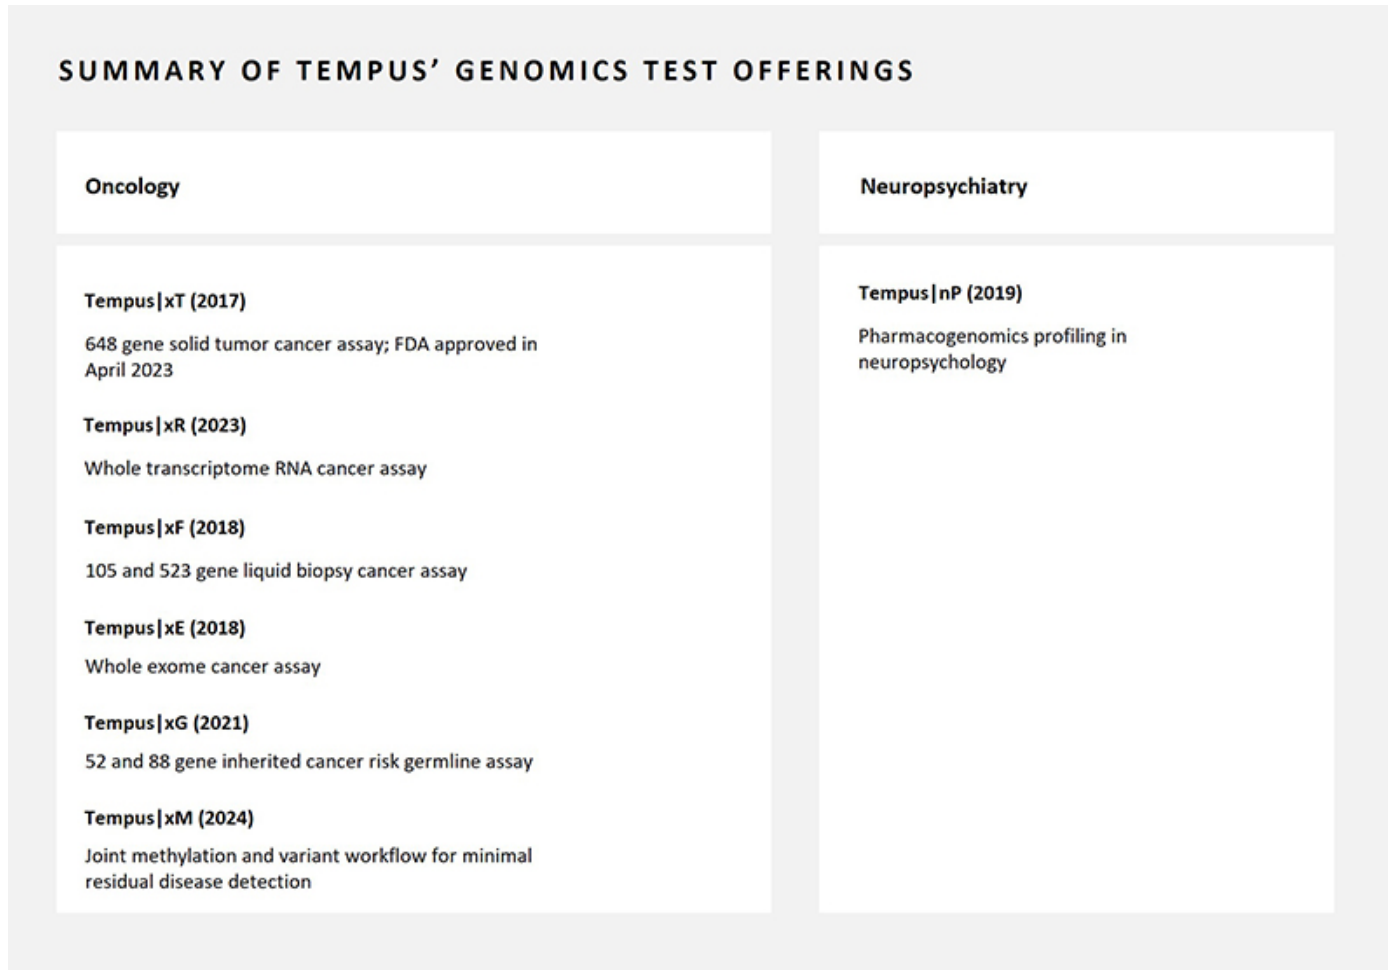 SUMMARY OF TEMPUS’ GENOMICS TEST OFFERINGS
Oncology
Tempus|xT (2017)
648 gene solid tumor cancer assay; FDA approved in
April 2023
Tempus|xR (2023)
Whole transcriptome RNA cancer assay
Tempus|xF (2018)
105 and 523 gene liquid biopsy cancer assay
Tempus|xE (2018)
Whole exome cancer assay
Tempus|xG (2021)
52 and 88 gene inherited cancer risk germline assay
Tempus|xM (2024)
Joint methylation and variant workflow for minimal
residual disease detection
Neuropsychiatry
Tempus|nP (2019)
Pharmacogenomics profiling in
neuropsychology